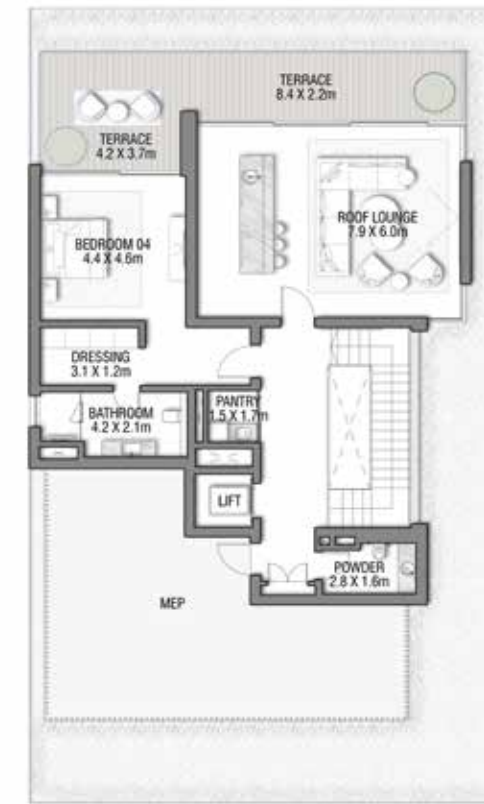 TERRACE
8.4 X 2.2m
TERRACE
4.2 X 3.7m
ROOF LOUNGE
7.9 X 6.0m
BEDROOM 04
4.4 X 4.6m
DRESSING
3.1 X 1.2m
PANTRY
1.5 X 1.7m
BATHROOM
4.2 X 2.1m
LIFT
POWDER
2.8 X 1.6m
MEP